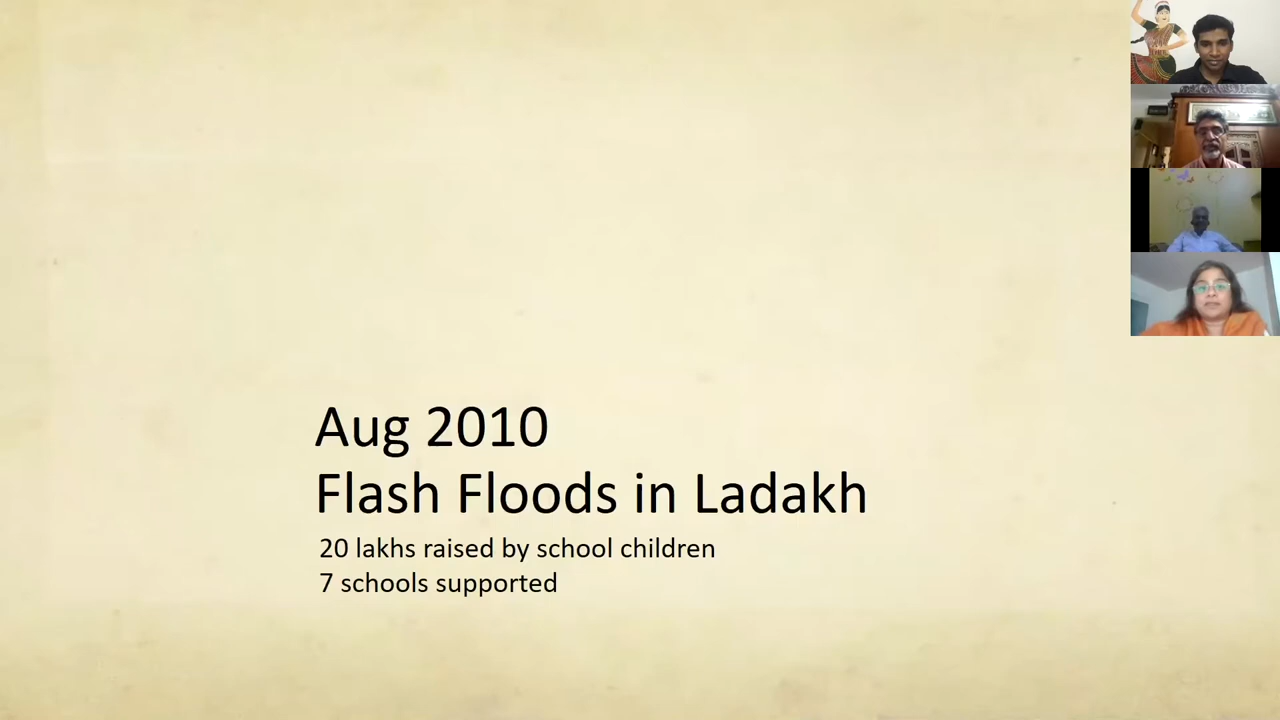 Aug 2010
Flash Floods in Ladakh
20 lakhs raised by school children
7 schools supported